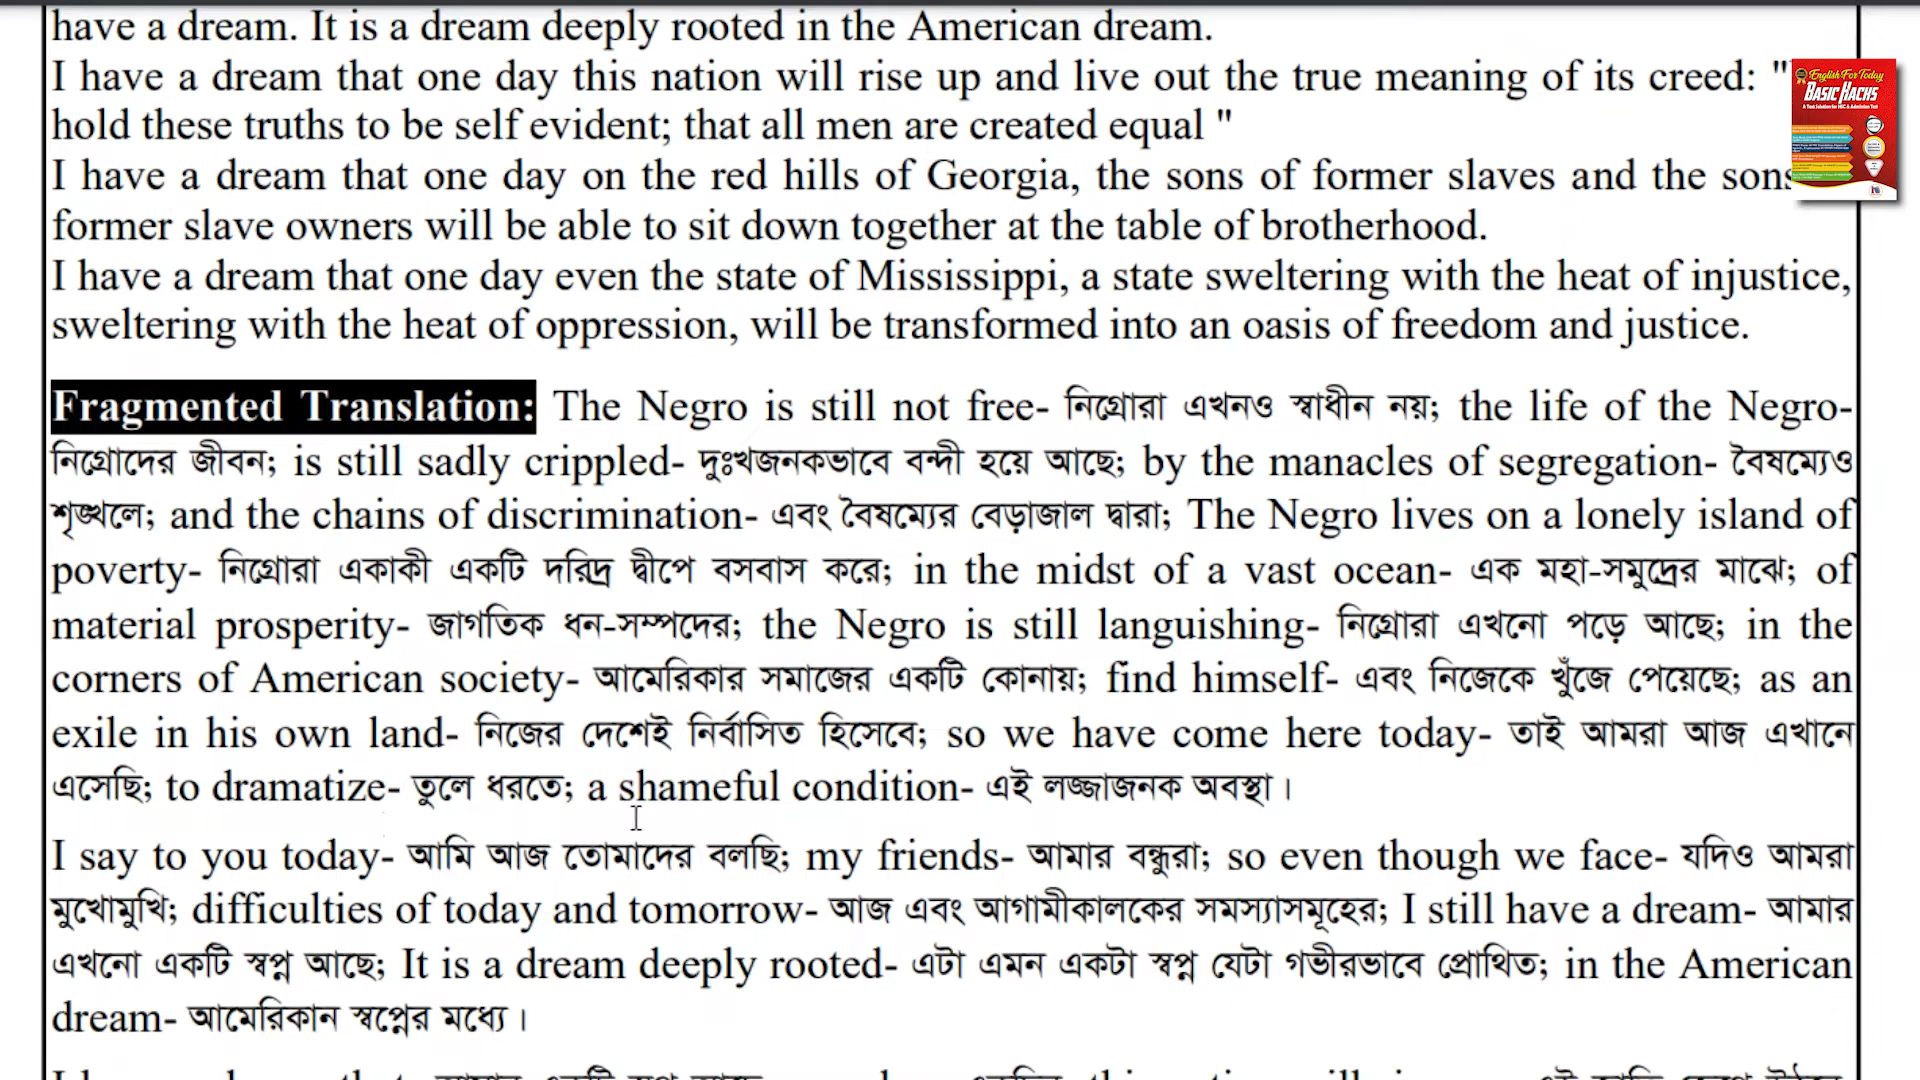 have a dream. It is a dream deeply rooted in the American dream.
I have a dream that one day this nation will rise up and live out the true meaning of its creed: "
hold these truths to be self evident; that all men are created equal "
I have a dream that one day on the red hills of Georgia, the sons of former slaves and the sons
former slave owners will be able to sit down together at the table of brotherhood.
I have a dream that one day even the state of Mississippi, a state sweltering with the heat of injustice,
sweltering with the heat of oppression, will be transformed into an oasis of freedom and justice.
Fragmented Translation: The Negro is still not free- নিগ্রোরা এখনও স্বাধীন নয়; the life of the Negro-
নিগ্রোদের জীবন; is still sadly crippled- দুঃখজনকভাবে বন্দী হয়ে আছে; by the manacles of segregation- বৈষম্যেও
শৃঙ্খলে; and the chains of discrimination- এবং বৈষম্যের বেড়াজাল দ্বারা; The Negro lives on a lonely island of
poverty- নিগ্রোরা একাকী একটি দরিদ্র দ্বীপে বসবাস করে; in the midst of a vast ocean- এক মহা-সমুদ্রের মাঝে; of
material prosperity- জাগতিক ধন-সম্পদের; the Negro is still languishing- নিগ্রোরা এখনো পড়ে আছে; in the
corners of American society- আমেরিকার সমাজের একটি কোনায়; find himself- এবং নিজেকে খুঁজে পেয়েছে; as an
exile in his own land- নিজের দেশেই নির্বাসিত হিসেবে; so we have come here today- তাই আমরা আজ এখানে
এসেছি; to dramatize- তুলে ধরতে; a shameful condition- এই লজ্জাজনক অবস্থা।
I say to you today- আমি আজ তোমাদের বলছি; my friends- আমার বন্ধুরা; so even though we face- যদিও আমরা
মুখোমুখি; difficulties of today and tomorrow- আজ এবং আগামীকালকের সমস্যাসমূহের; I still have a dream- আমার
এখনো একটি স্বপ্ন আছে; It is a dream deeply rooted- এটা এমন একটা স্বপ্ন যেটা গভীরভাবে প্রোথিত; in the American
dream- আমেরিকান স্বপ্নের মধ্যে।
English For Today
BASIC HACKS